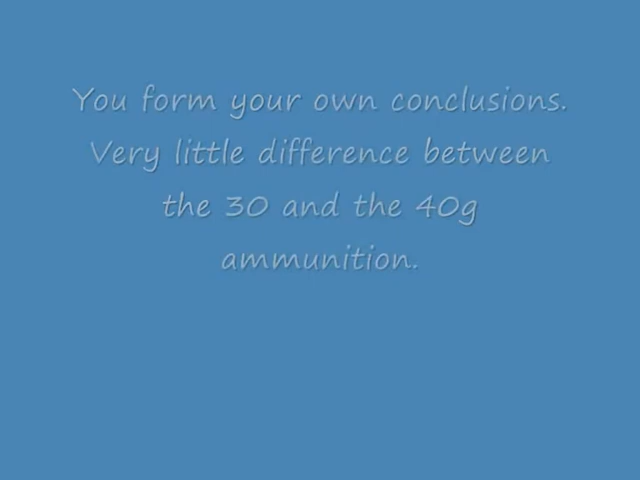 You form your own conclusions.
Very little difference between
the 30 and the 40g
ammunition.